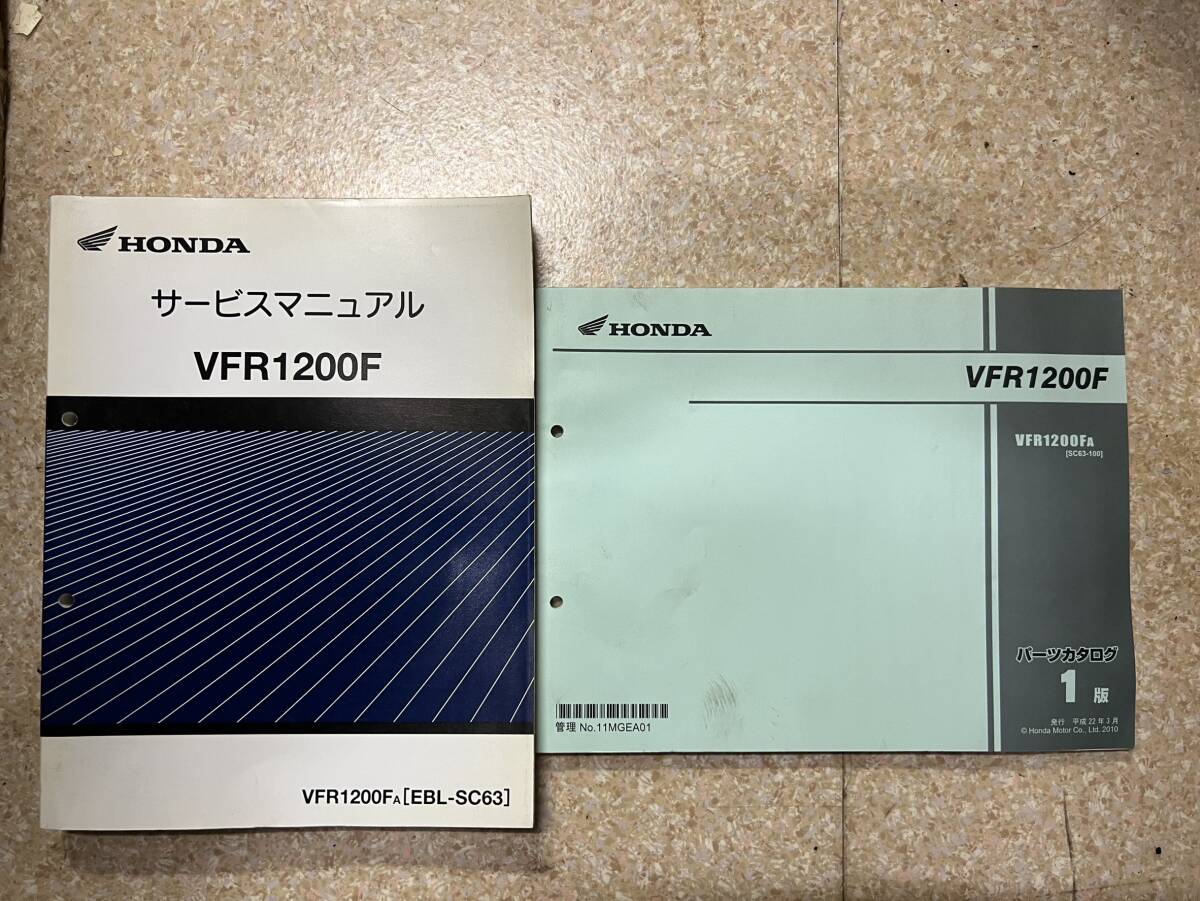 HONDA
サービスマニュアル
VFR1200F
VFR1200FA [EBL-SC63]
HONDA
VFR1200F
VFR1200FA
[SC63-100]
パーツカタログ
1 版
発行 平成 22 年 3 月
© Honda Motor Co., Ltd. 2010
管理 No.11MGEA01